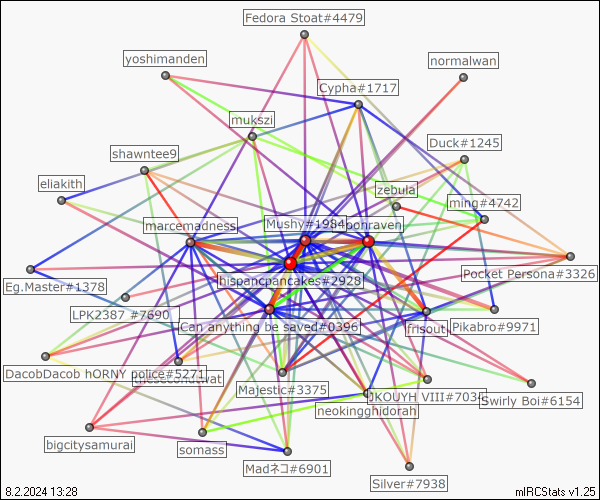 Fedora Stoat#4479
yoshimanden
normalwan
Cypha#1717
mukszi
Duck#1245
shawntee9
eliakith
zebula
ming#4742
marcemadness
Mushy#1984
bonraven
Pocket Persona#3326
hispancpancakes#2928
Eg.Master#1378
LPK2387 #7690
Can anything be saved#0396
frisout
Pikabro#9971
DacobDacob hORNY police#5271
Majestic#3375
JKOUYH VIII#7034
Swirly Boi#6154
neokingghidorah
bigcitysamurai
somass
Madネコ#6901
Silver#7938
8.2.2024 13:28
mIRCStats v1.25